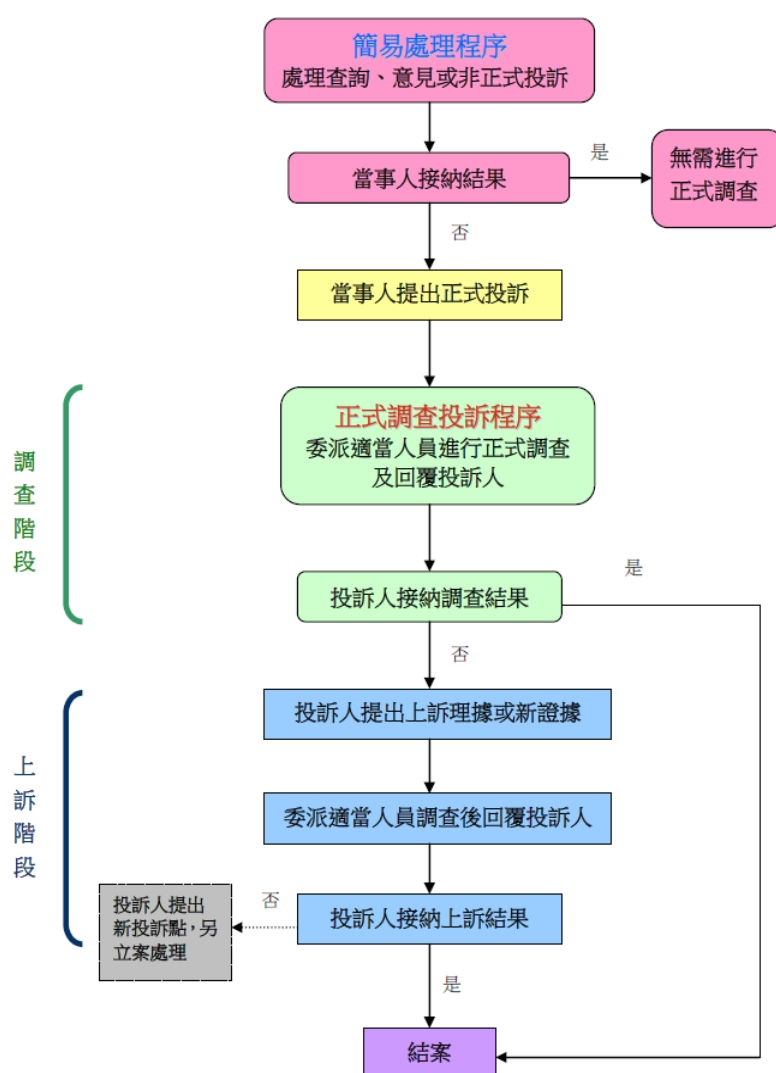 簡易處理程序
處理查詢、意見或非正式投訴
當事人接納結果
是
無需進行
正式調查
否
當事人提出正式投訴
調查階段
正式調查投訴程序
委派適當人員進行正式調查
及回覆投訴人
投訴人接納調查結果
是
否
上訴階段
投訴人提出上訴理據或新證據
委派適當人員調查後回覆投訴人
投訴人接納上訴結果
否
投訴人提出
新投訴點，另
立案處理
是
結案